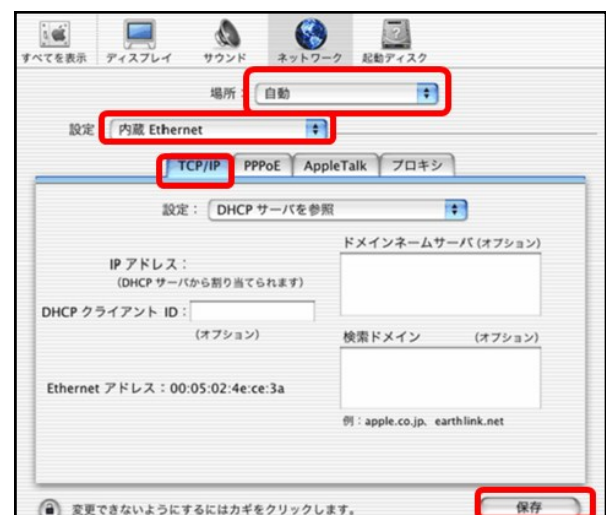 すべてを表示 ディスプレイ サウンド ネットワーク 起動ディスク
場所： 自動
設定 内蔵 Ethernet
TCP/IP PPPoE AppleTalk プロキシ
設定： DHCP サーバを参照
ドメインネームサーバ (オプション)
IP アドレス：
(DHCP サーバから割り当てられます)
DHCP クライアント ID：
(オプション)
検索ドメイン (オプション)
Ethernet アドレス：00:05:02:4e:ce:3a
例：apple.co.jp、earthlink.net
変更できないようにするにはカギをクリックします。
保存